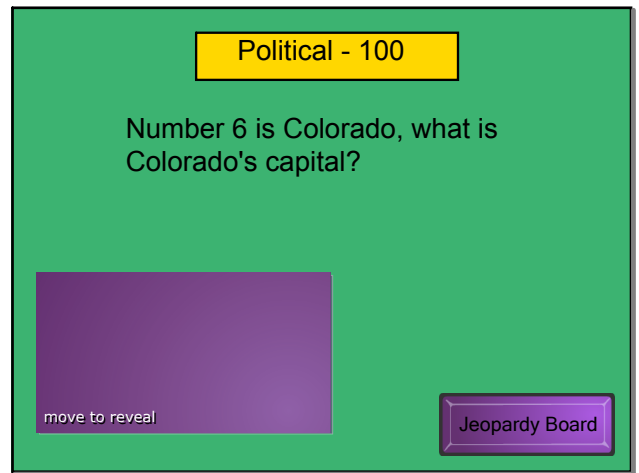 Political - 100
Number 6 is Colorado, what is
Colorado's capital?
move to reveal
Jeopardy Board